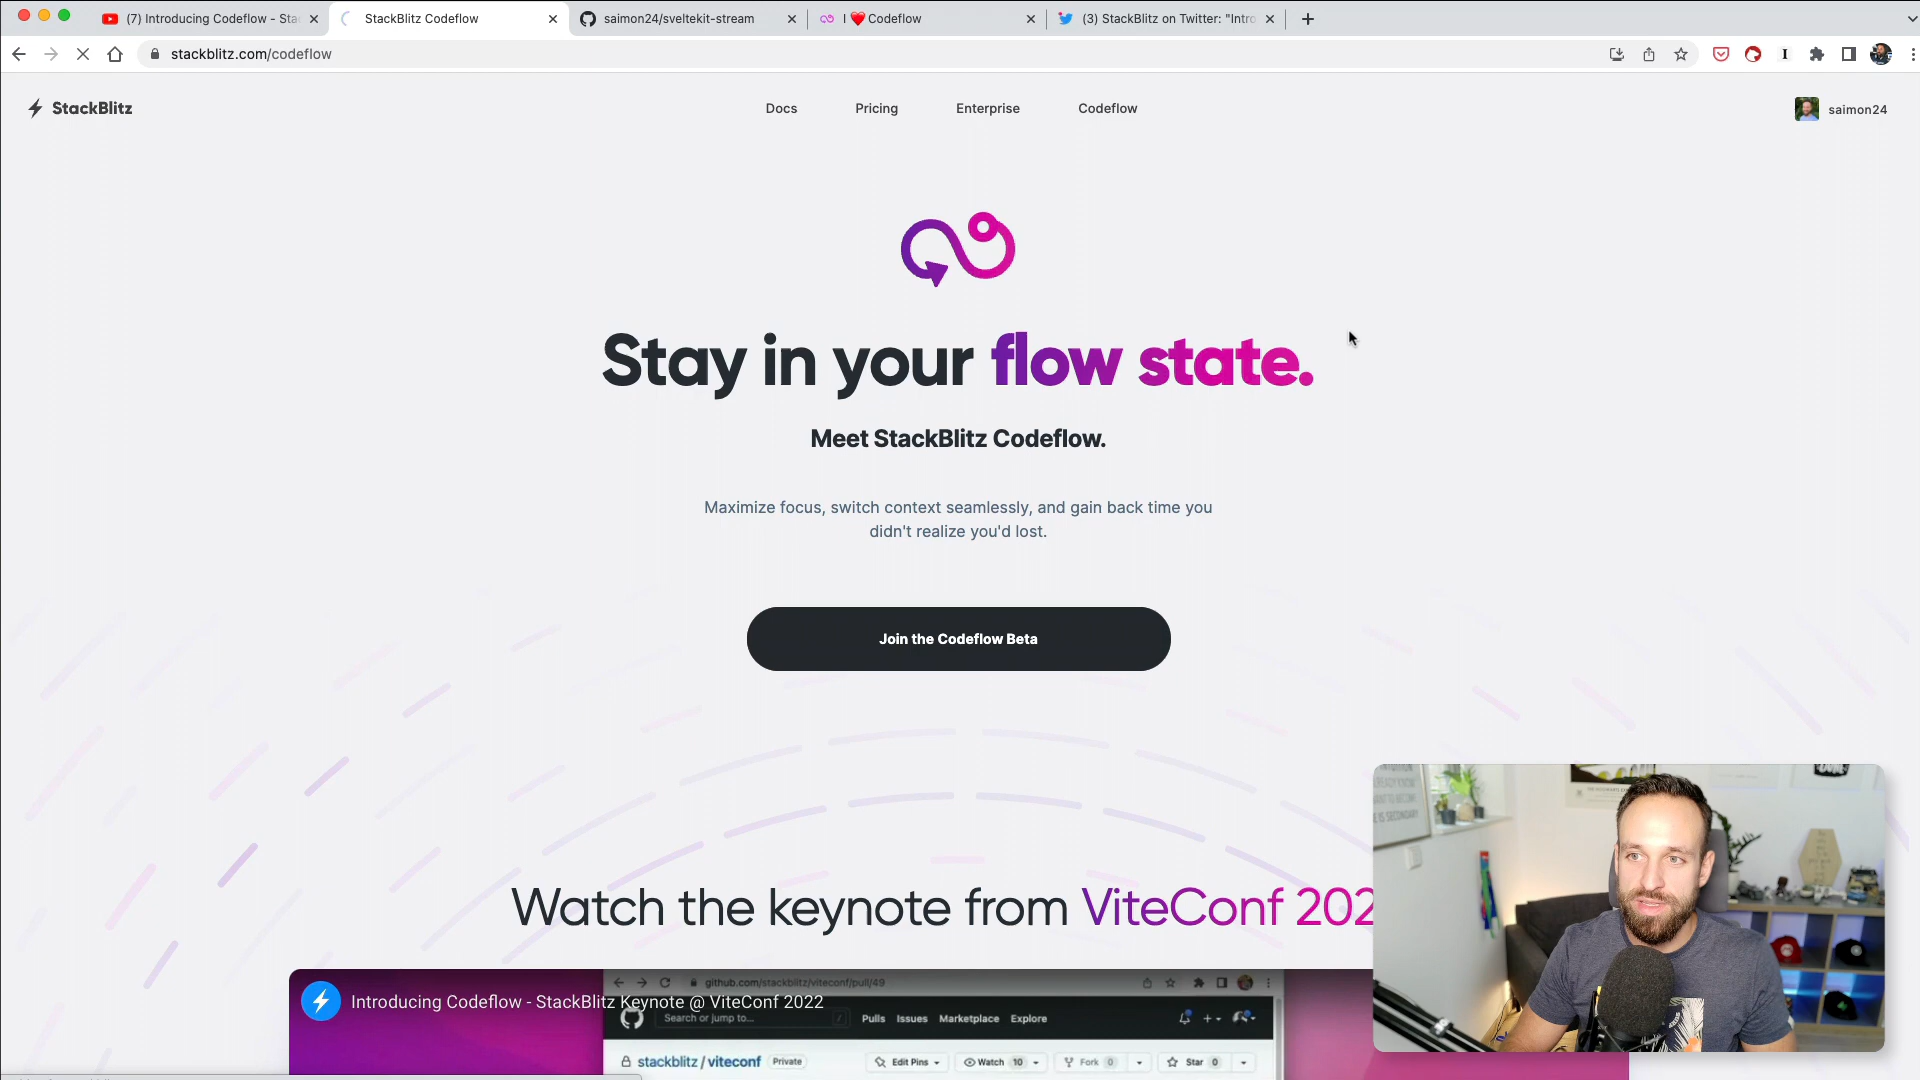 (7) Introducing Codeflow - Sta
StackBlitz Codeflow
saimon24/sveltekit-stream
I ❤️ Codeflow
(3) StackBlitz on Twitter: "Intro
stackblitz.com/codeflow
StackBlitz
Docs
Pricing
Enterprise
Codeflow
saimon24
Stay in your flow state.
Meet StackBlitz Codeflow.
Maximize focus, switch context seamlessly, and gain back time you
didn't realize you'd lost.
Join the Codeflow Beta
Watch the keynote from ViteConf 202
github.com/stackblitz/viteconf/pull/49
Introducing Codeflow - StackBlitz Keynote @ ViteConf 2022
Search or jump to... /
Pulls Issues Marketplace Explore
stackblitz / viteconf Private
Edit Pins
Watch 10
Fork 0
Star 0